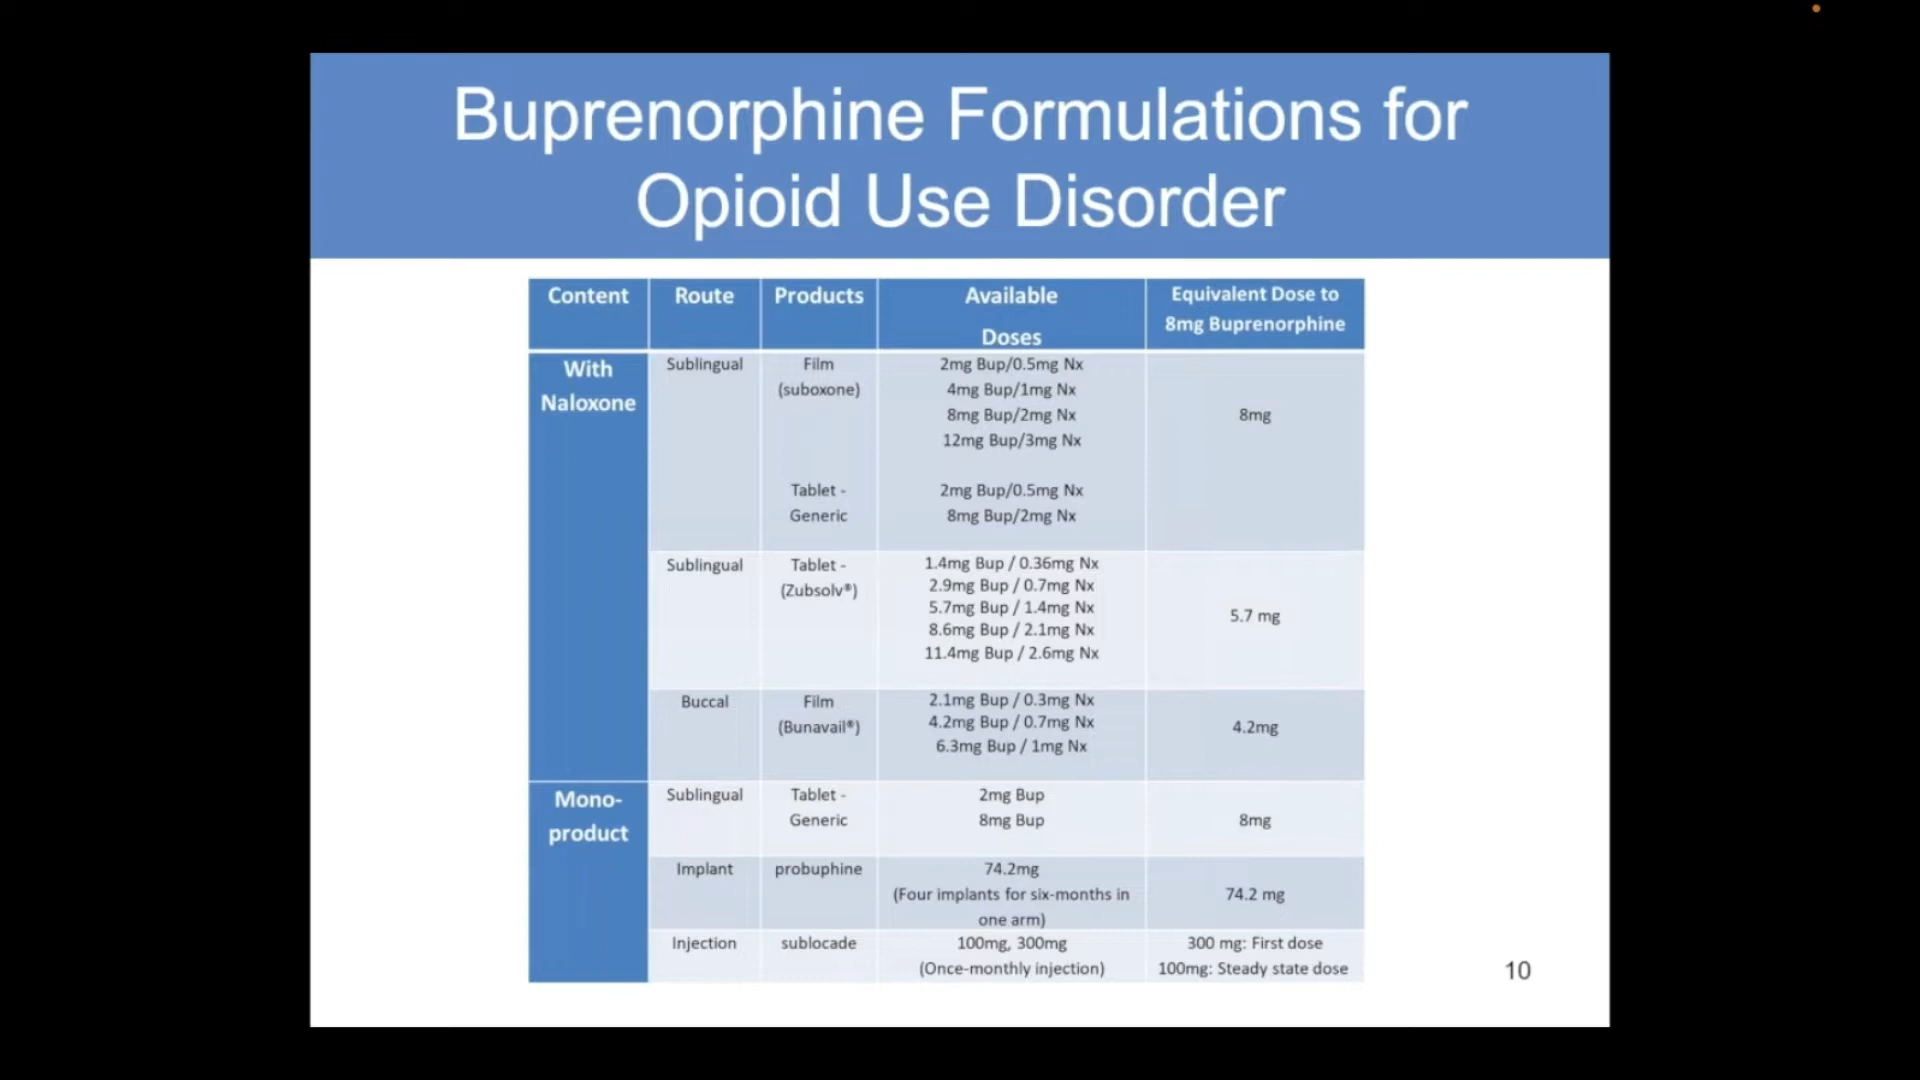 Buprenorphine Formulations for
Opioid Use Disorder
Content Route Products Available Doses Equivalent Dose to 8mg Buprenorphine
With
Naloxone
Sublingual
Film
(suboxone)
2mg Bup/0.5mg Nx
4mg Bup/1mg Nx
8mg Bup/2mg Nx
12mg Bup/3mg Nx
8mg
Tablet -
Generic
2mg Bup/0.5mg Nx
8mg Bup/2mg Nx
Sublingual
Tablet -
(Zubsolv®)
1.4mg Bup / 0.36mg Nx
2.9mg Bup / 0.7mg Nx
5.7mg Bup / 1.4mg Nx
8.6mg Bup / 2.1mg Nx
11.4mg Bup / 2.6mg Nx
5.7 mg
Buccal
Film
(Bunavail®)
2.1mg Bup / 0.3mg Nx
4.2mg Bup / 0.7mg Nx
6.3mg Bup / 1mg Nx
4.2mg
Mono-
product
Sublingual
Tablet -
Generic
2mg Bup
8mg Bup
8mg
Implant
probuphine
74.2mg
(Four implants for six-months in
one arm)
74.2 mg
Injection
sublocade
100mg, 300mg
(Once-monthly injection)
300 mg: First dose
100mg: Steady state dose
10